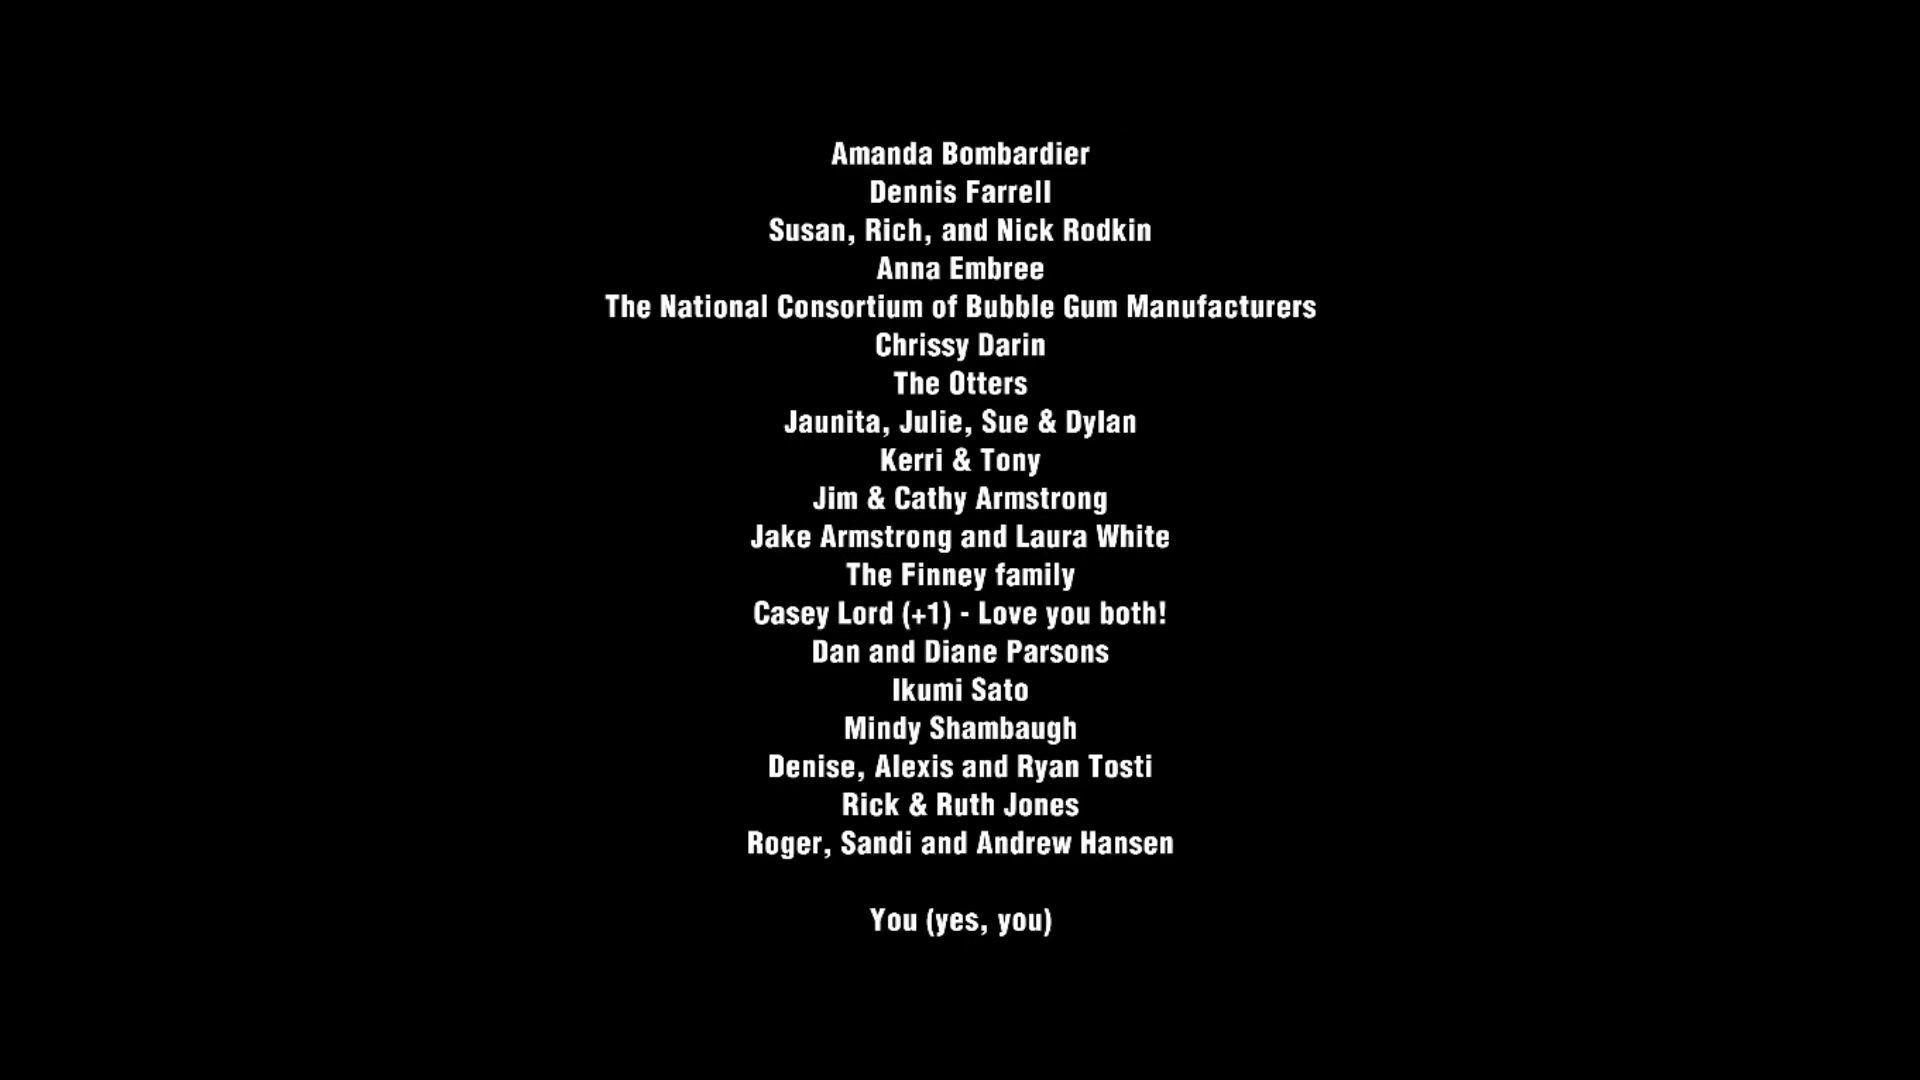 Amanda Bombardier
Dennis Farrell
Susan, Rich, and Nick Rodkin
Anna Embree
The National Consortium of Bubble Gum Manufacturers
Chrissy Darin
The Otters
Jaunita, Julie, Sue & Dylan
Kerri & Tony
Jim & Cathy Armstrong
Jake Armstrong and Laura White
The Finney family
Casey Lord (+1) - Love you both!
Dan and Diane Parsons
Ikumi Sato
Mindy Shambaugh
Denise, Alexis and Ryan Tosti
Rick & Ruth Jones
Roger, Sandi and Andrew Hansen
You (yes, you)